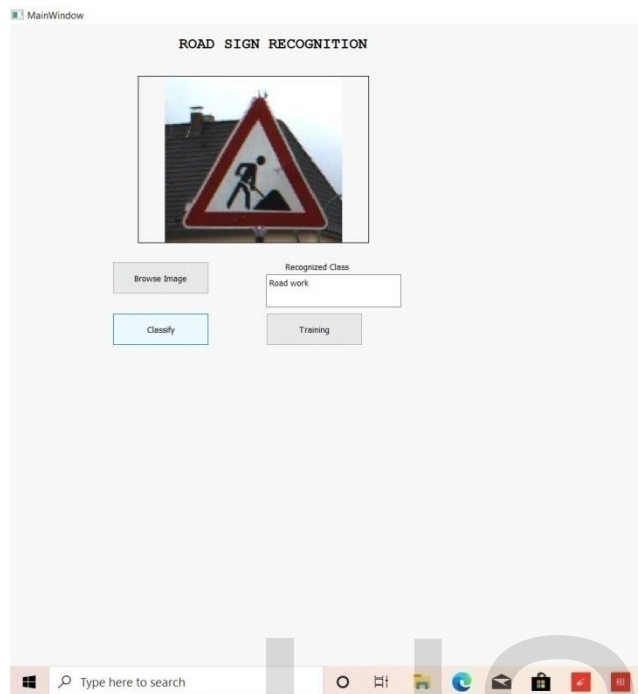 MainWindow
ROAD SIGN RECOGNITION
Browse Image
Recognized Class
Road work
Classify
Training
Type here to search